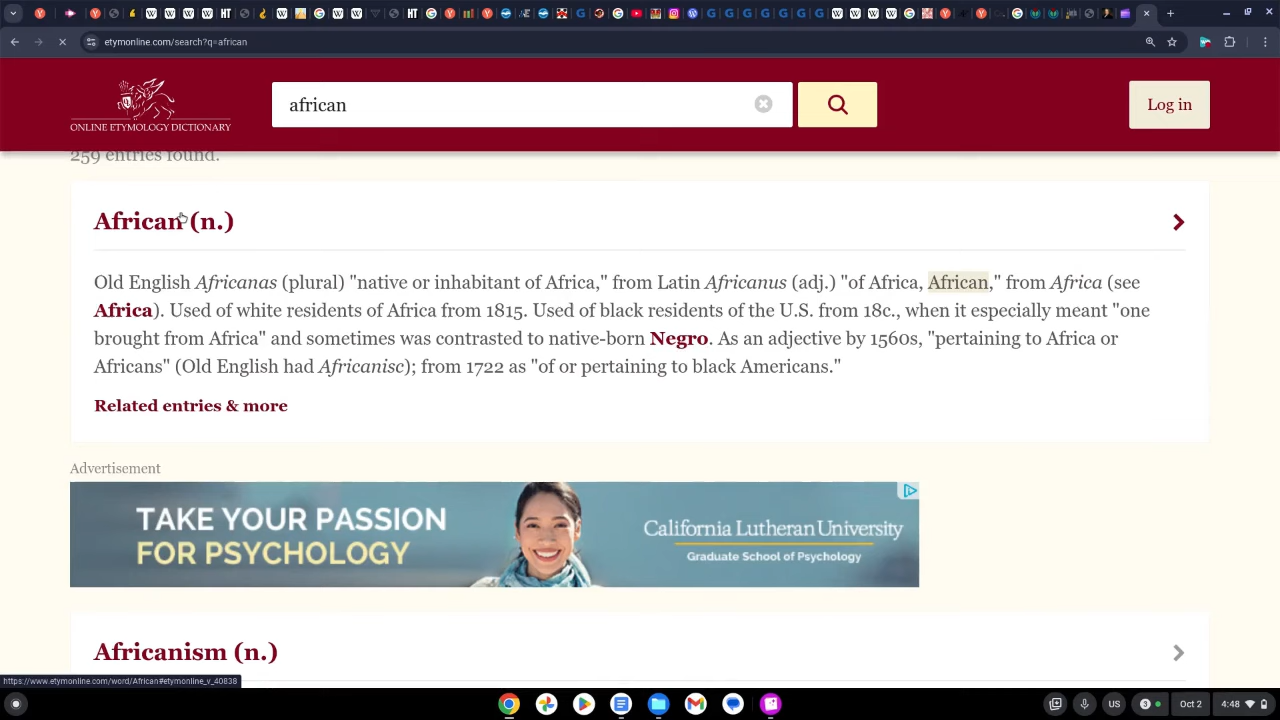 etymonline.com/search?q=african
ONLINE ETYMOLOGY DICTIONARY
african
Log in
259 entries found.
African (n.)
Old English Africanas (plural) "native or inhabitant of Africa," from Latin Africanus (adj.) "of Africa, African," from Africa (see
Africa). Used of white residents of Africa from 1815. Used of black residents of the U.S. from 18c., when it especially meant "one
brought from Africa" and sometimes was contrasted to native-born Negro. As an adjective by 1560s, "pertaining to Africa or
Africans" (Old English had Africanisc); from 1722 as "of or pertaining to black Americans."
Related entries & more
Advertisement
TAKE YOUR PASSION
FOR PSYCHOLOGY
California Lutheran University
Graduate School of Psychology
Africanism (n.)
https://www.etymonline.com/word/African#etymonline_v_40838
US
3
Oct 2
4:48